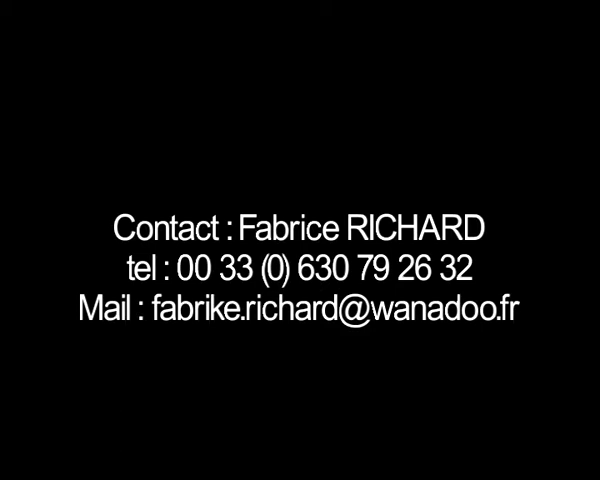 Contact : Fabrice RICHARD
tel : 00 33 (0) 630 79 26 32
Mail : fabrike.richard@wanadoo.fr